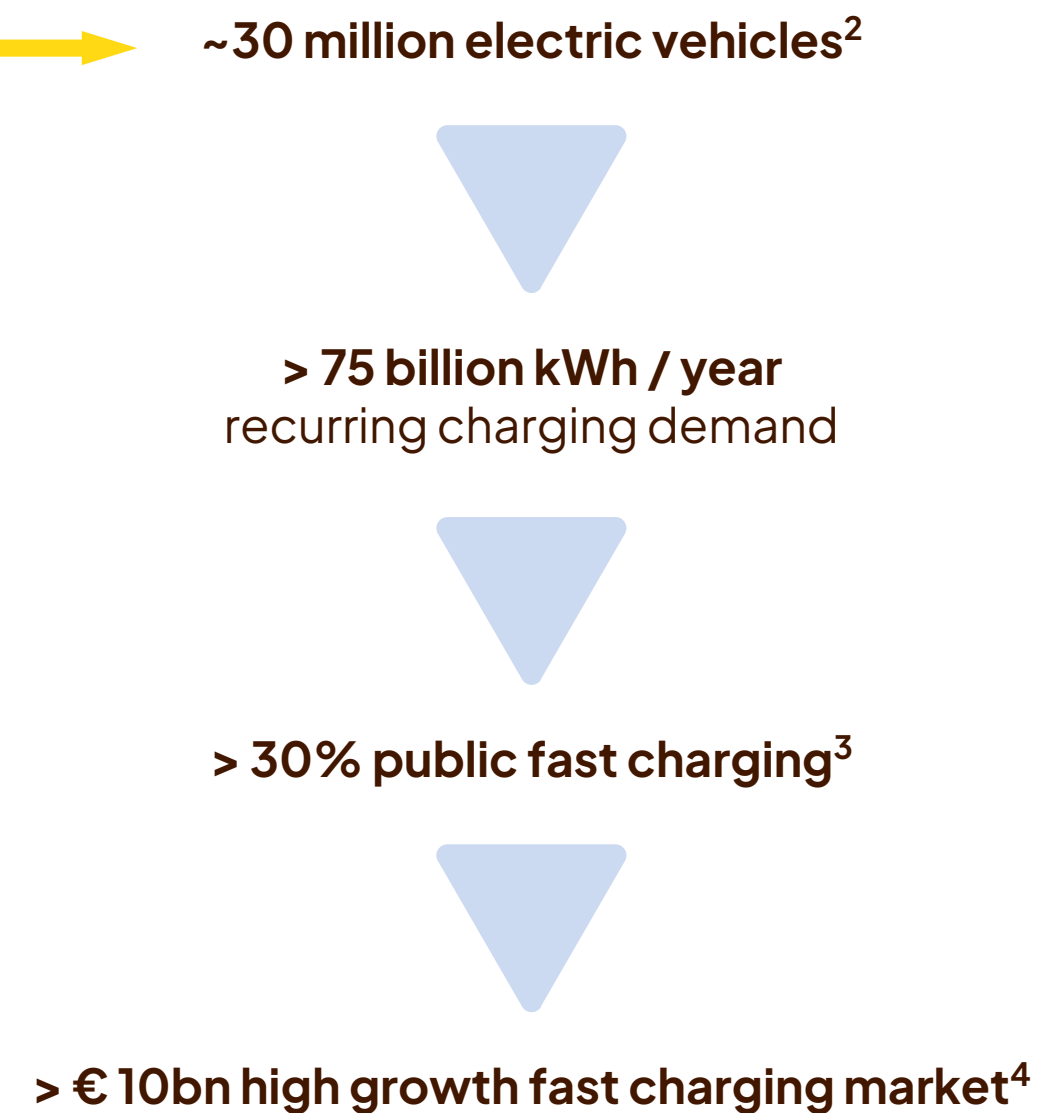 ~30 million electric vehicles²
> 75 billion kWh / year
recurring charging demand
> 30% public fast charging³
> € 10bn high growth fast charging market⁴